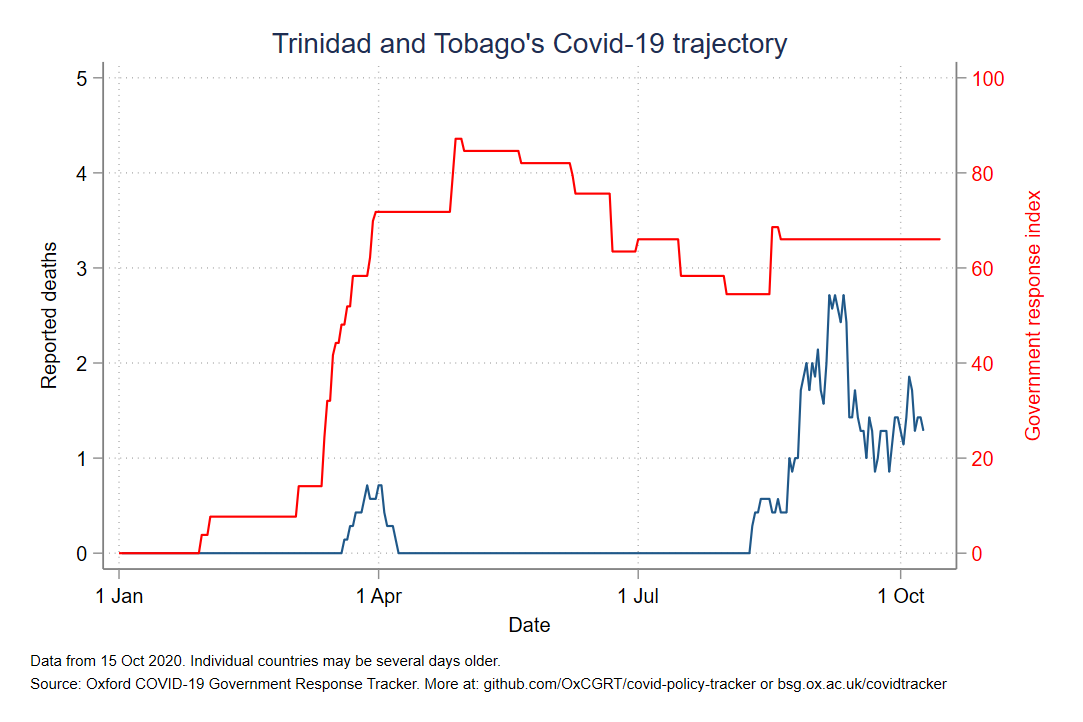 Trinidad and Tobago's Covid-19 trajectory
5
4
3
2
1
0
Reported deaths
100
80
60
40
20
0
Government response index
1 Jan
1 Apr
1 Jul
1 Oct
Date
Data from 15 Oct 2020. Individual countries may be several days older.
Source: Oxford COVID-19 Government Response Tracker. More at: github.com/OxCGRT/covid-policy-tracker or bsg.ox.ac.uk/covidtracker